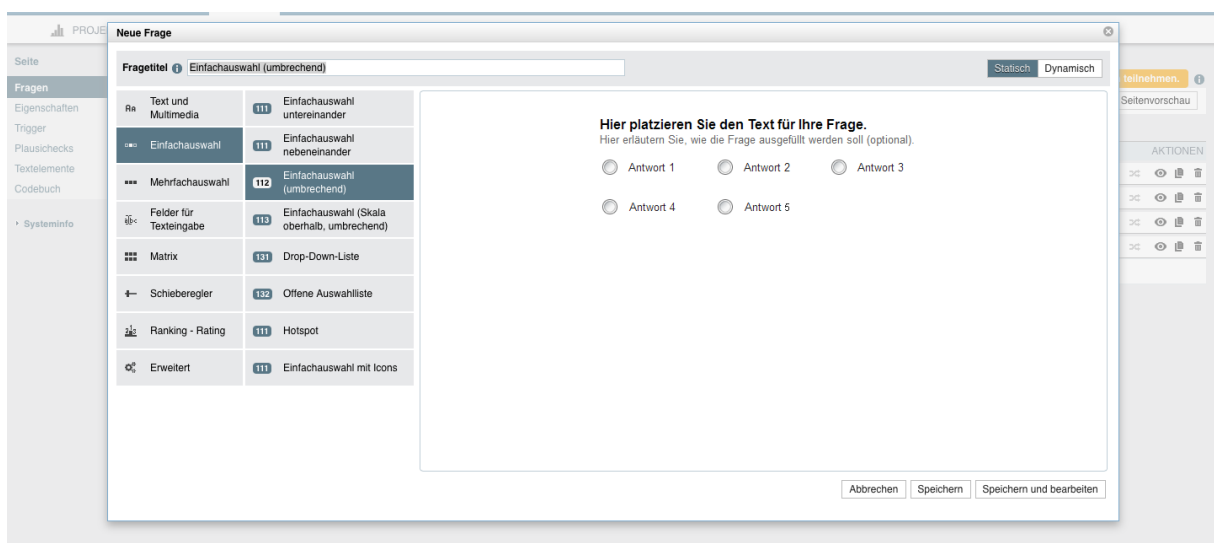 PROJE
Neue Frage
Seite
Fragetitel
Einfachauswahl (umbrechend)
Statisch
Dynamisch
teilnehmen.
Fragen
Eigenschaften
Trigger
Plausichecks
Textelemente
Codebuch
Systeminfo
Seitenvorschau
AKTIONEN
Text und
Multimedia
Einfachauswahl
Mehrfachauswahl
Felder für
Texteingabe
Matrix
Schieberegler
Ranking - Rating
Erweitert
111 Einfachauswahl
untereinander
111 Einfachauswahl
nebeneinander
112 Einfachauswahl
(umbrechend)
113 Einfachauswahl (Skala
oberhalb, umbrechend)
131 Drop-Down-Liste
132 Offene Auswahlliste
111 Hotspot
111 Einfachauswahl mit Icons
Hier platzieren Sie den Text für Ihre Frage.
Hier erläutern Sie, wie die Frage ausgefüllt werden soll (optional).
Antwort 1 Antwort 2 Antwort 3
Antwort 4 Antwort 5
Abbrechen Speichern Speichern und bearbeiten